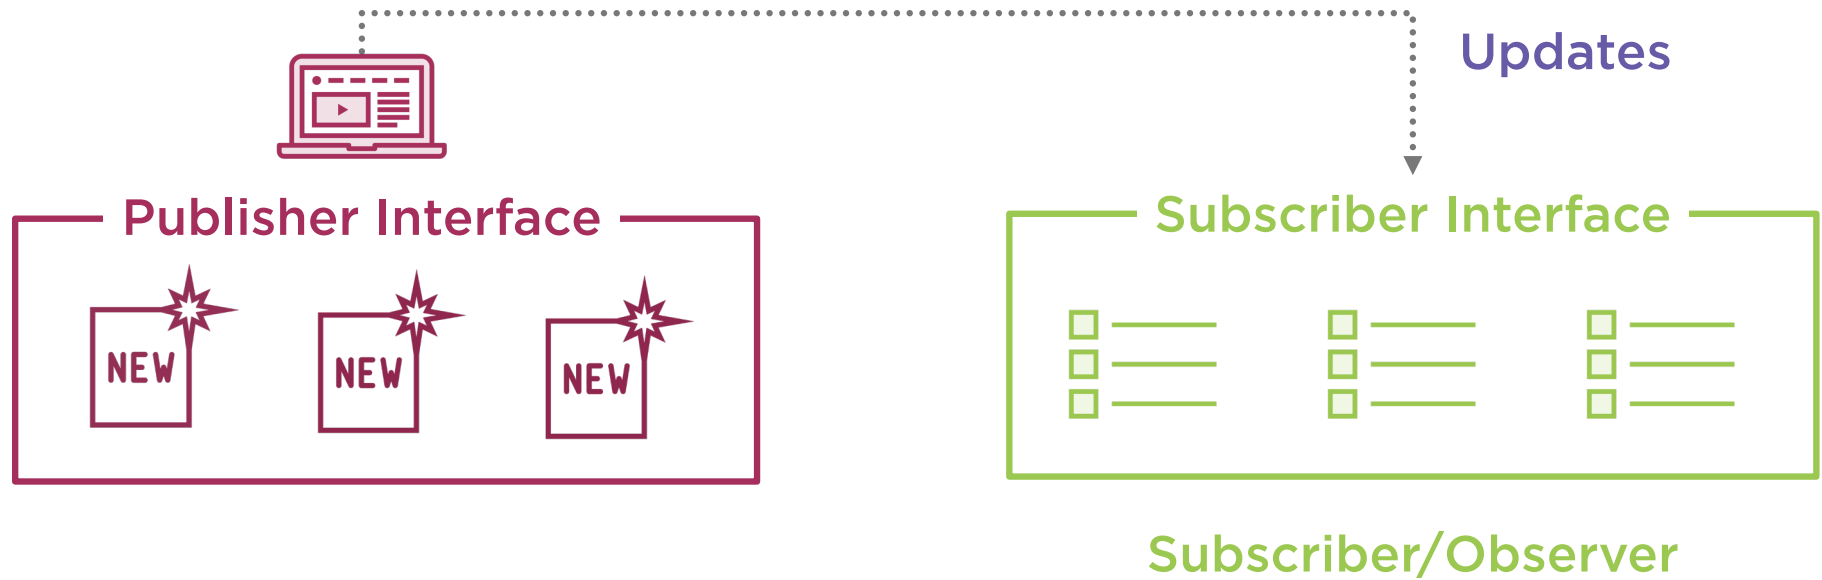 Updates
Publisher Interface
Subscriber Interface
NEW
NEW
NEW
Subscriber/Observer